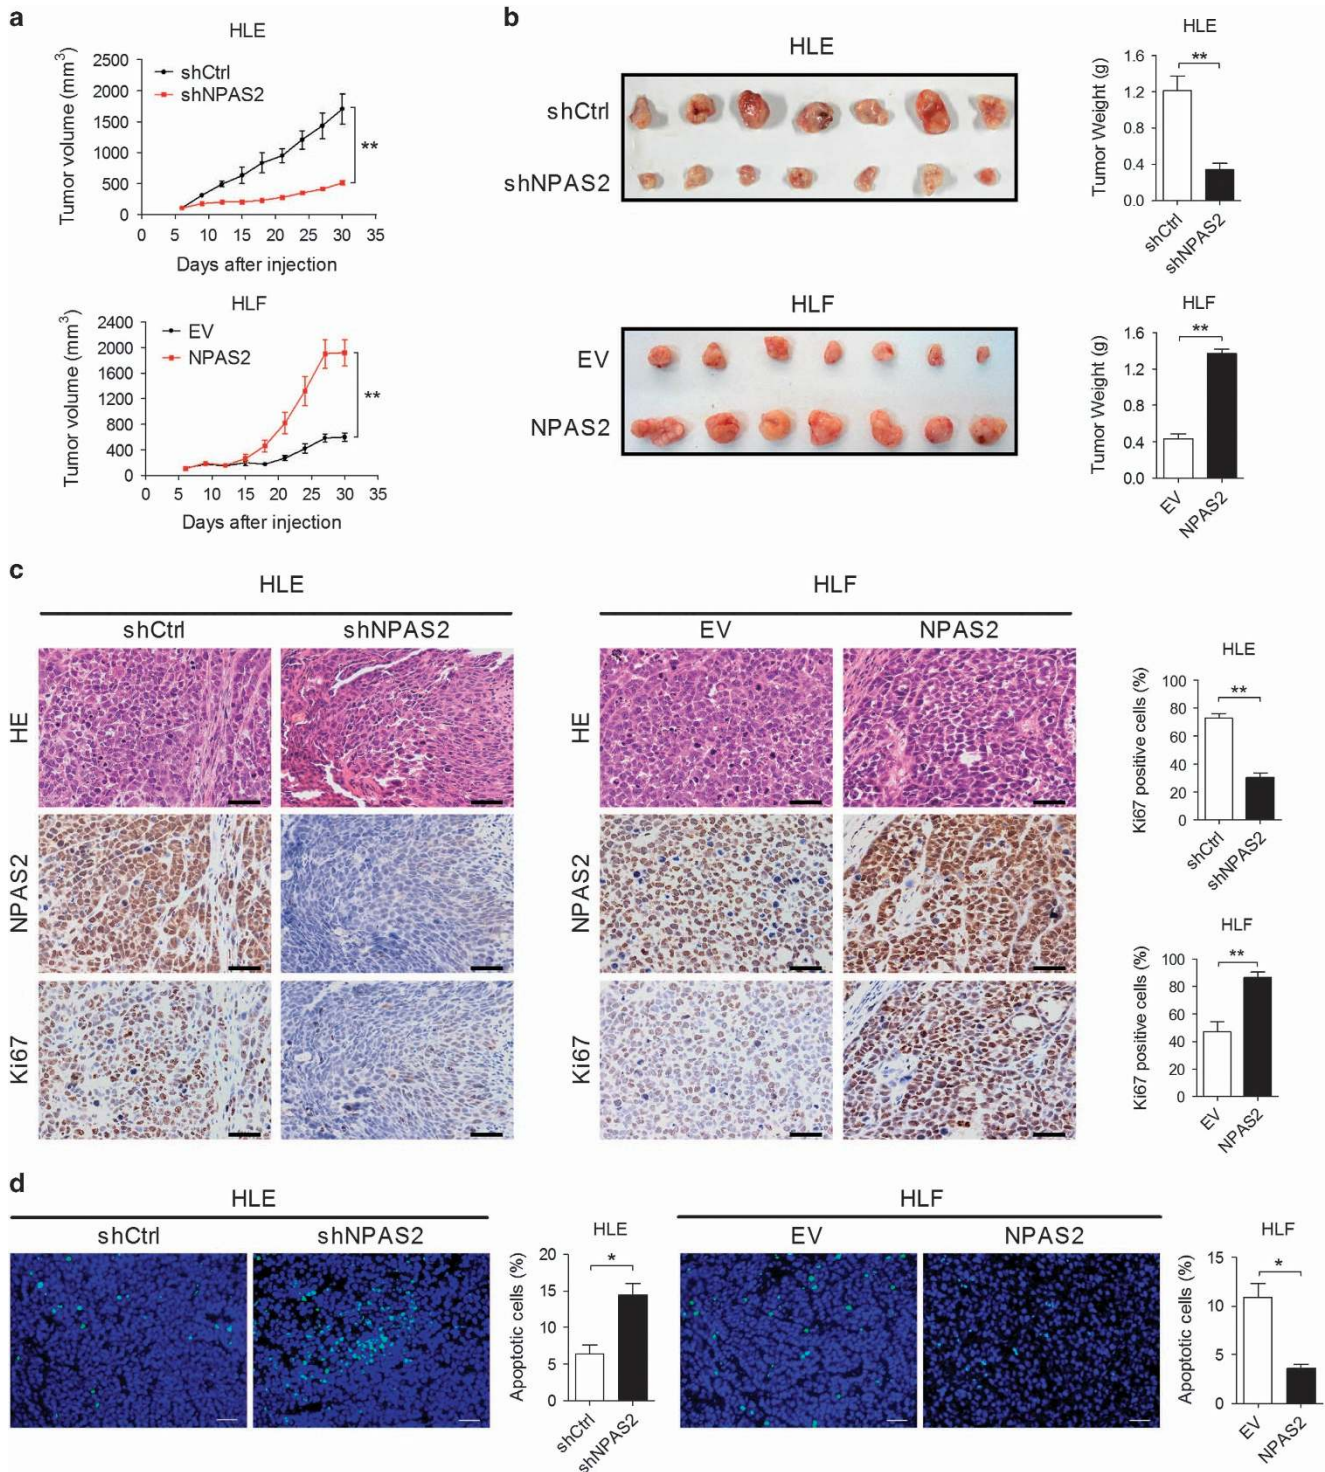 a
HLE
Tumor volume (mm³)
2500
2000
1500
1000
500
0
shCtrl
shNPAS2
**
0 5 10 15 20 25 30 35
Days after injection
HLF
Tumor volume (mm³)
2400
2000
1600
1200
800
400
0
EV
NPAS2
**
0 5 10 15 20 25 30 35
Days after injection
b
HLE
shCtrl
shNPAS2
HLE
Tumor Weight (g)
1.6
1.2
0.8
0.4
0.0
**
shCtrl
shNPAS2
HLF
EV
NPAS2
HLF
Tumor Weight (g)
1.6
1.2
0.8
0.4
0.0
**
EV
NPAS2
c
HLE
shCtrl shNPAS2
HLF
EV NPAS2
HE
HE
NPAS2
NPAS2
Ki67
Ki67
HLE
Ki67 positive cells (%)
100
80
60
40
20
0
**
shCtrl
shNPAS2
HLF
Ki67 positive cells (%)
100
80
60
40
20
0
**
EV
NPAS2
d
HLE
shCtrl shNPAS2
HLE
Apoptotic cells (%)
20
15
10
5
0
*
shCtrl
shNPAS2
HLF
EV NPAS2
HLF
Apoptotic cells (%)
15
10
5
0
*
EV
NPAS2